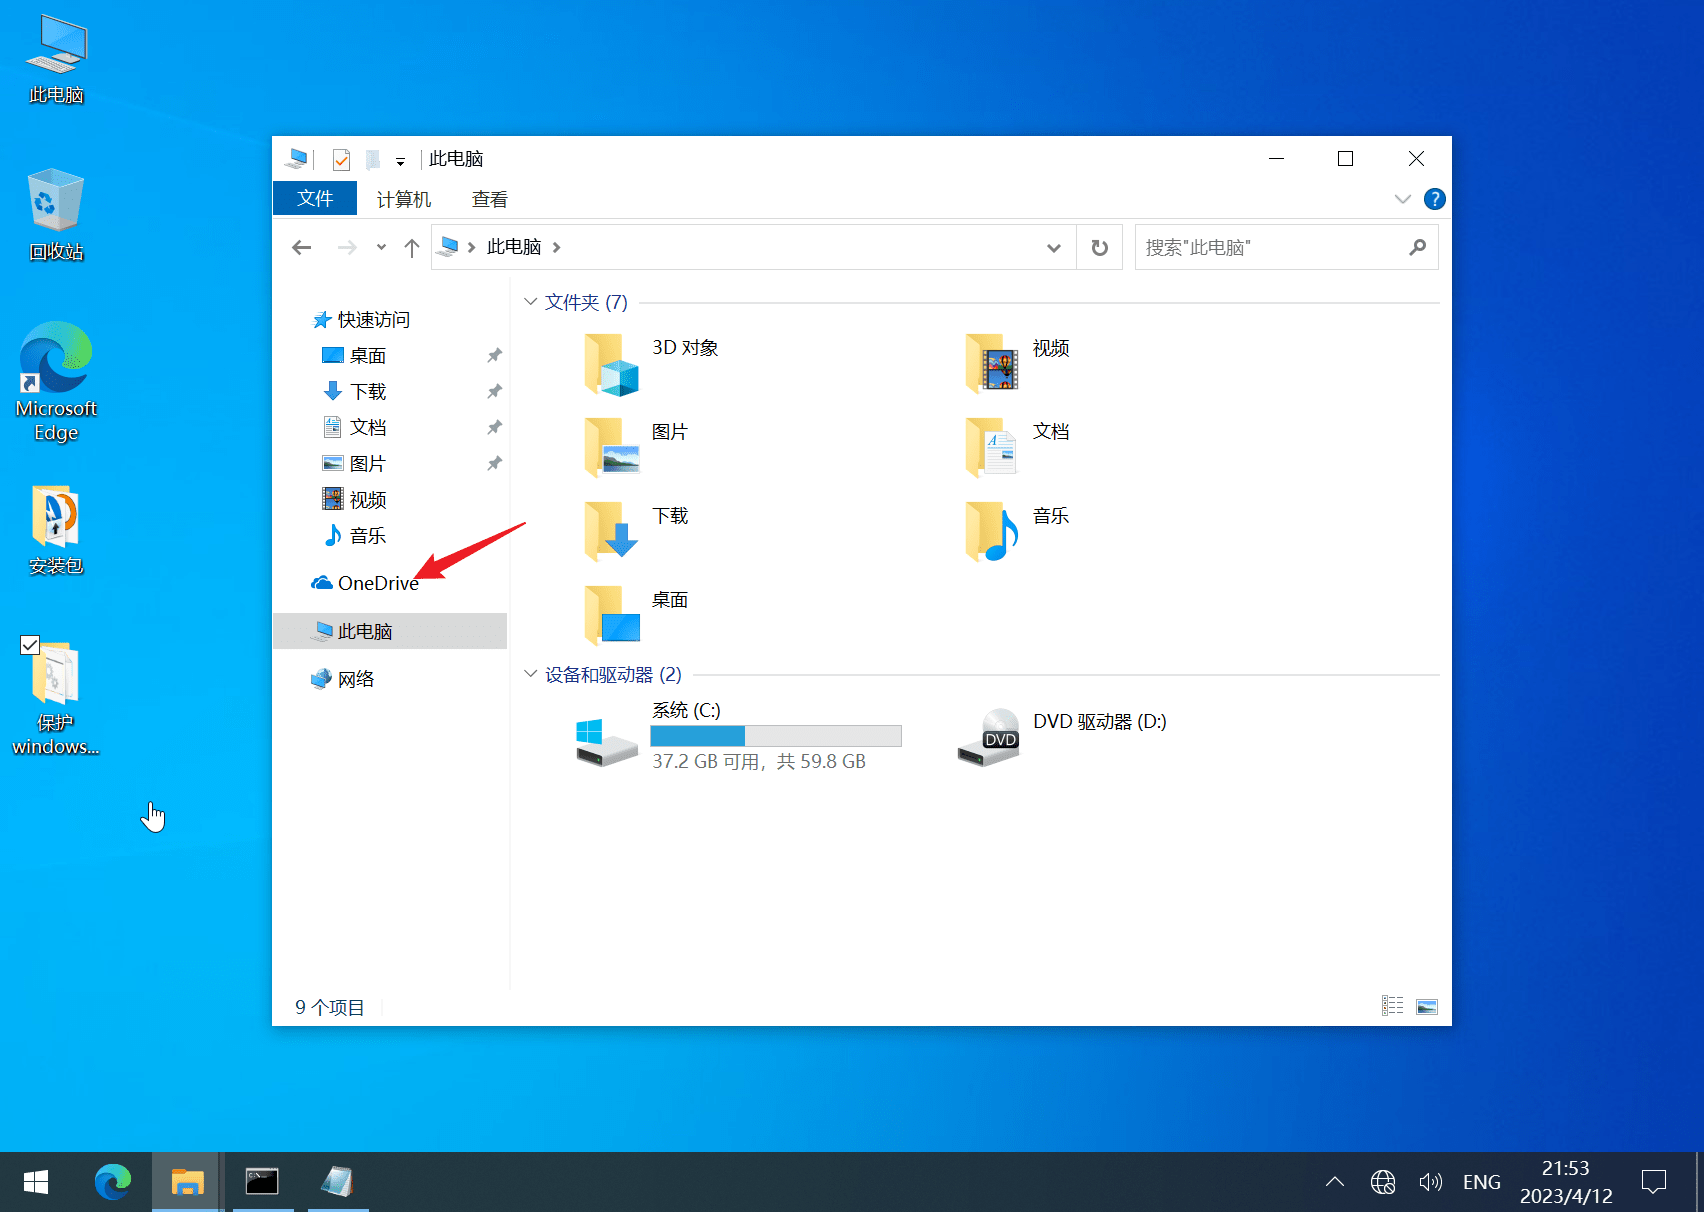 此电脑
回收站
Microsoft
Edge
安装包
保护
windows...
此电脑
文件
计算机
查看
此电脑
搜索"此电脑"
快速访问
桌面
下载
文档
图片
视频
音乐
OneDrive
此电脑
网络
文件夹 (7)
3D 对象
视频
图片
文档
下载
音乐
桌面
设备和驱动器 (2)
系统 (C:)
37.2 GB 可用，共 59.8 GB
DVD
DVD 驱动器 (D:)
9 个项目
ENG
21:53
2023/4/12